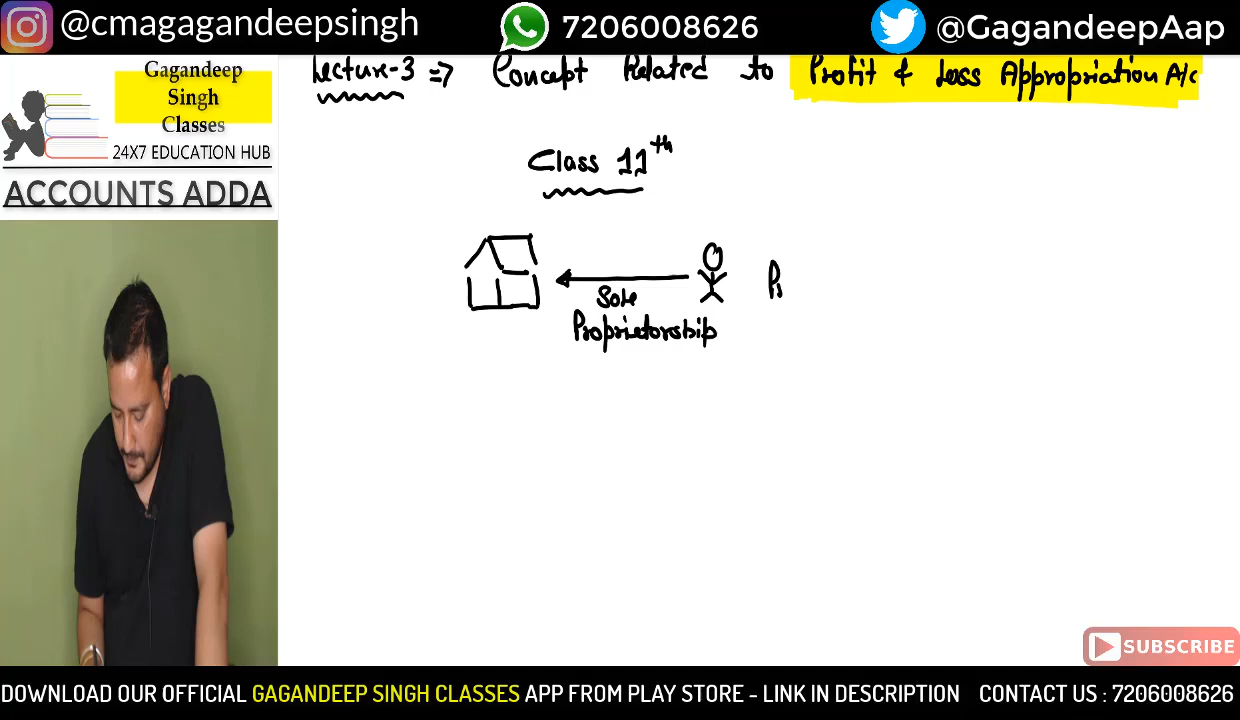 @cmagagandeepsingh 7206008626 @GagandeepAap
Lecture-3 => Concept Related to Profit & Loss Appropriation A/c
Gagandeep
Singh
Classes
24X7 EDUCATION HUB
ACCOUNTS ADDA
Class 11th
Sole
Proprietorship
SUBSCRIBE
DOWNLOAD OUR OFFICIAL GAGANDEEP SINGH CLASSES APP FROM PLAY STORE - LINK IN DESCRIPTION CONTACT US : 7206008626